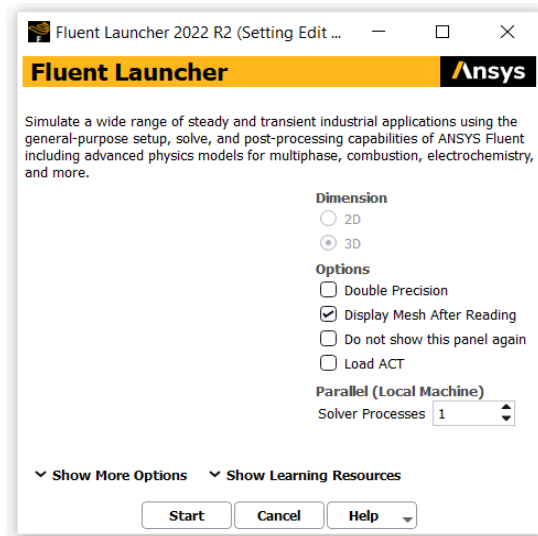 Fluent Launcher 2022 R2 (Setting Edit ...
Fluent Launcher
Ansys
Simulate a wide range of steady and transient industrial applications using the
general-purpose setup, solve, and post-processing capabilities of ANSYS Fluent
including advanced physics models for multiphase, combustion, electrochemistry,
and more.
Dimension
2D
3D
Options
Double Precision
Display Mesh After Reading
Do not show this panel again
Load ACT
Parallel (Local Machine)
Solver Processes 1
Show More Options Show Learning Resources
Start Cancel Help